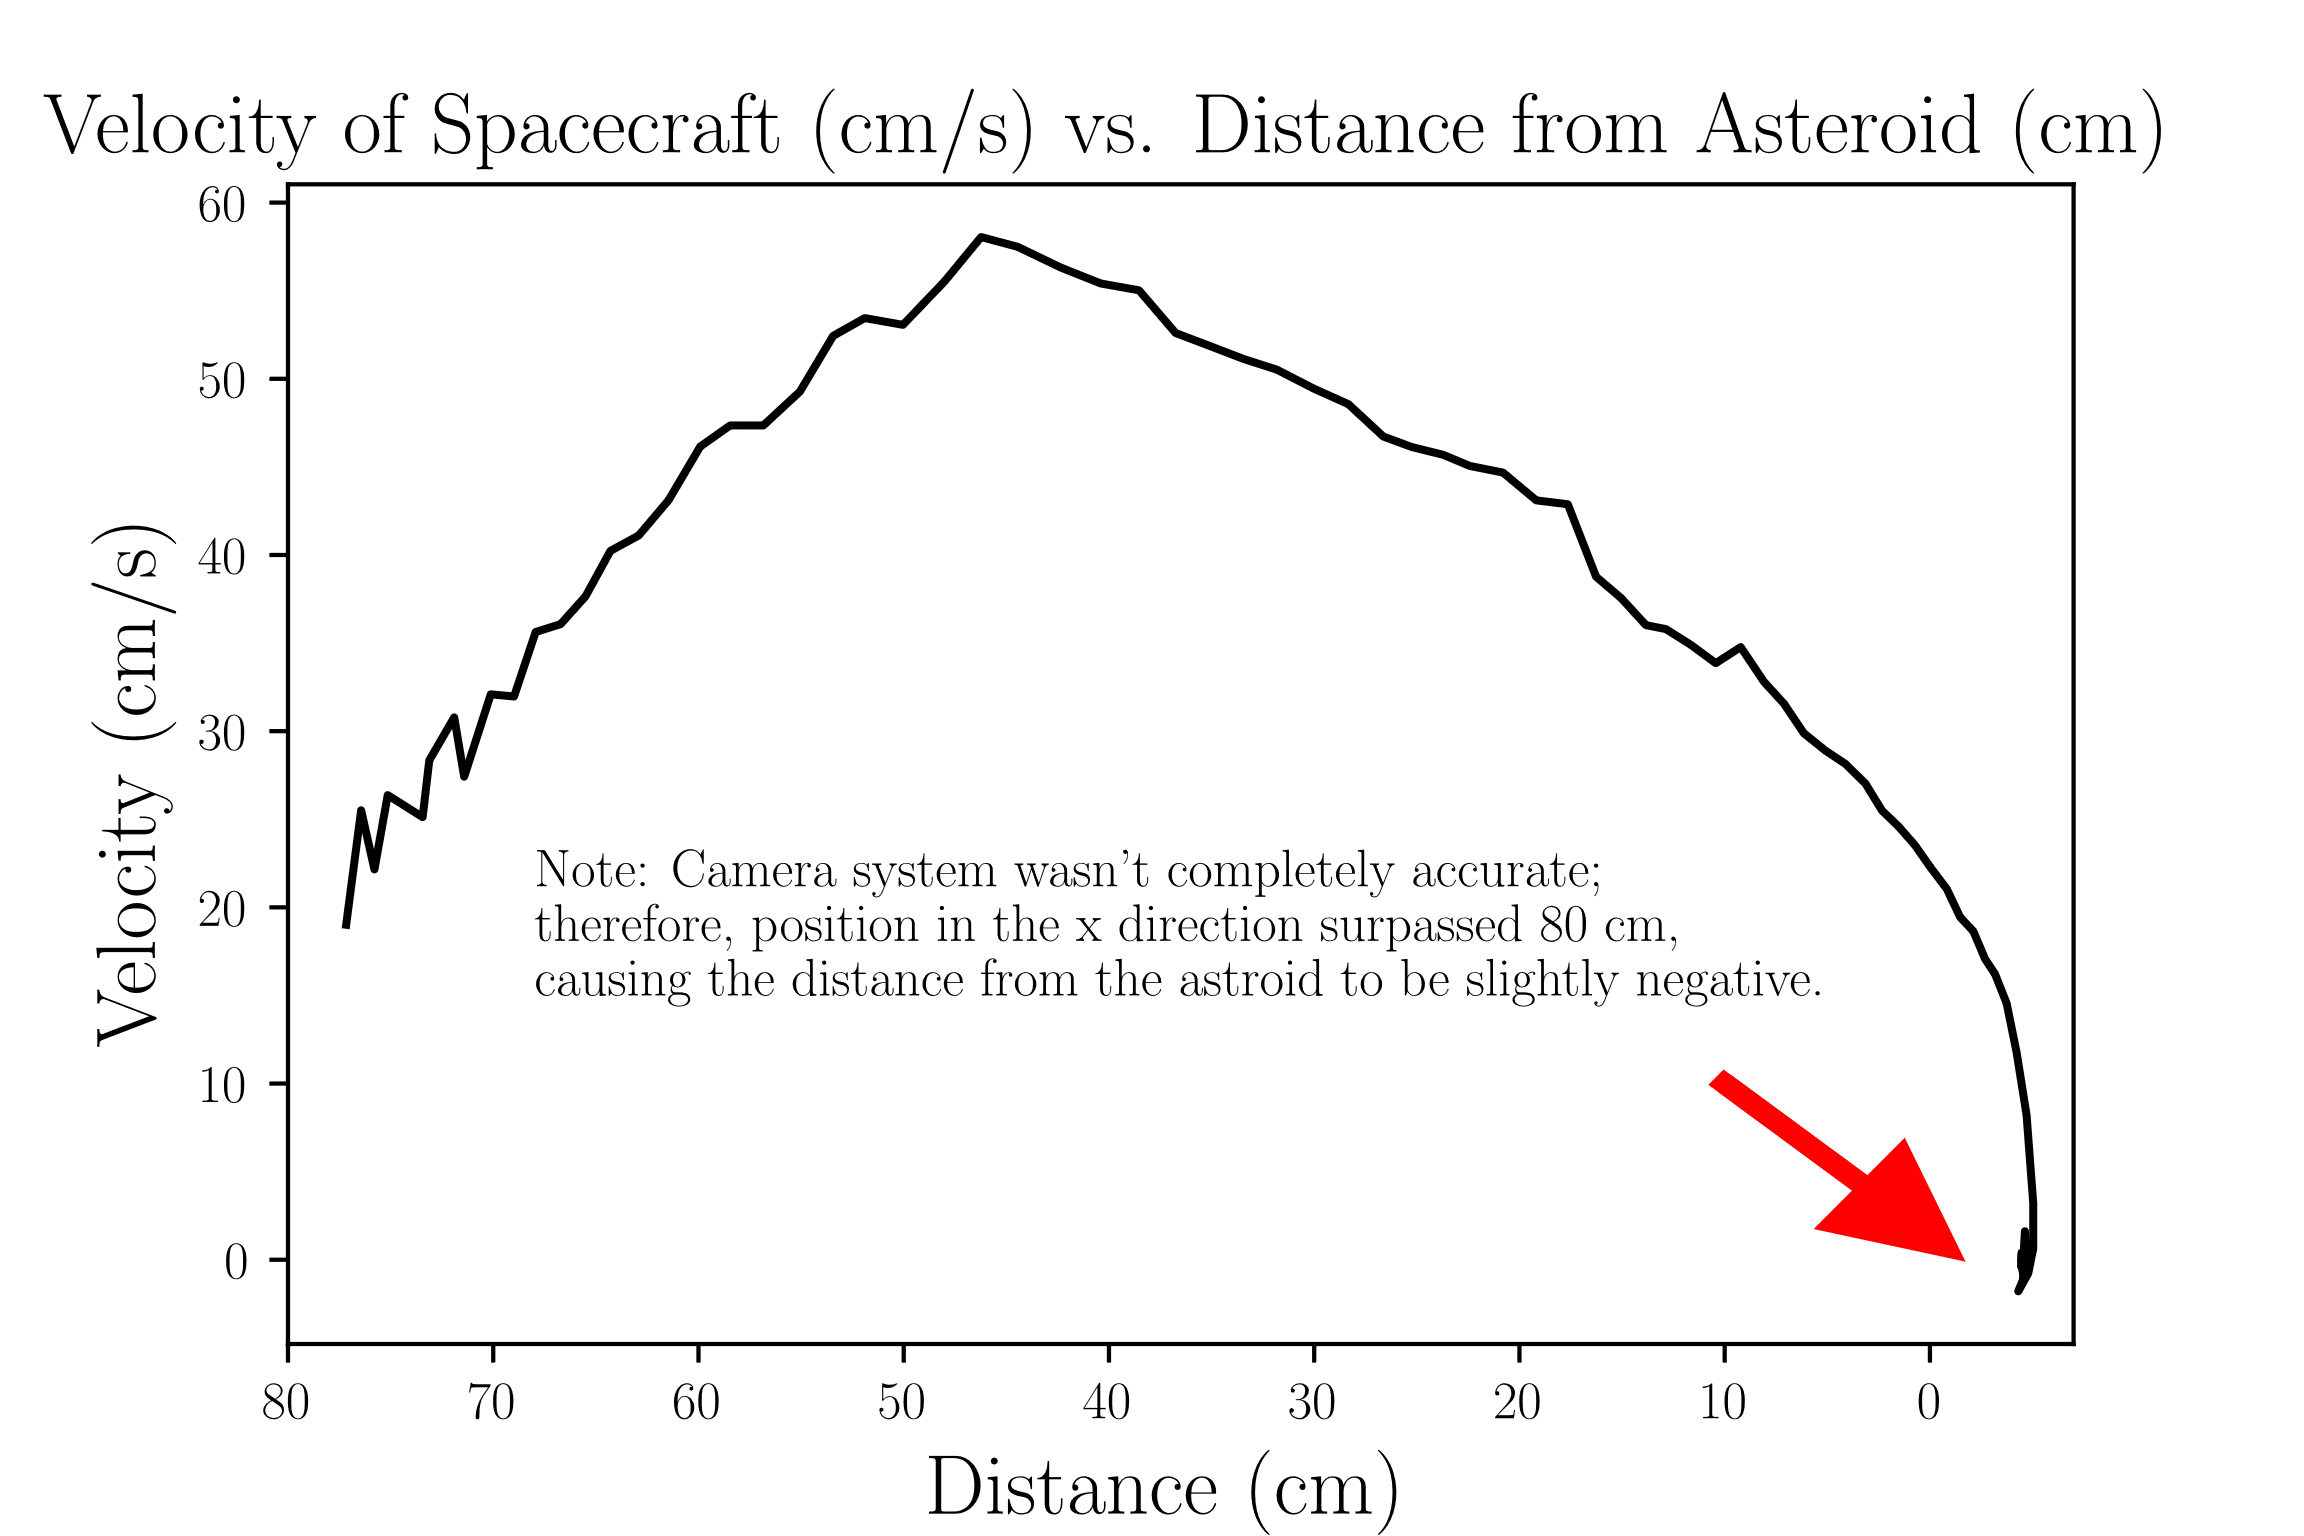 Velocity of Spacecraft (cm/s) vs. Distance from Asteroid (cm)
60
50
40
30
20
10
0
Velocity (cm/s)
Note: Camera system wasn't completely accurate;
therefore, position in the x direction surpassed 80 cm,
causing the distance from the astroid to be slightly negative.
80 70 60 50 40 30 20 10 0
Distance (cm)